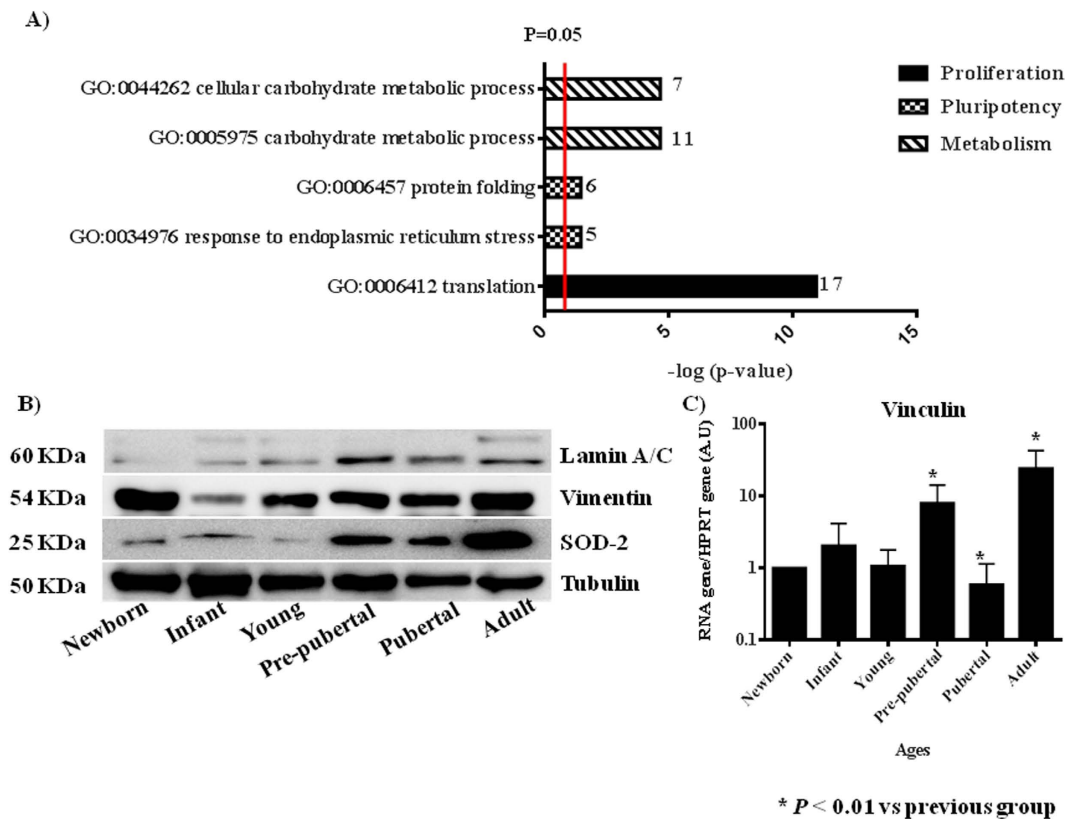 A)
P=0.05
GO:0044262 cellular carbohydrate metabolic process 7
GO:0005975 carbohydrate metabolic process 11
GO:0006457 protein folding 6
GO:0034976 response to endoplasmic reticulum stress 5
GO:0006412 translation 17
0 5 10 15
-log (p-value)
Proliferation
Pluripotency
Metabolism
B)
60 KDa Lamin A/C
54 KDa Vimentin
25 KDa SOD-2
50 KDa Tubulin
Newborn Infant Young Pre-pubertal Pubertal Adult
C)
Vinculin
RNA gene/HPRT gene (A.U)
100
10
1
0.1
* * *
Newborn Infant Young Pre-pubertal Pubertal Adult
Ages
* P < 0.01 vs previous group